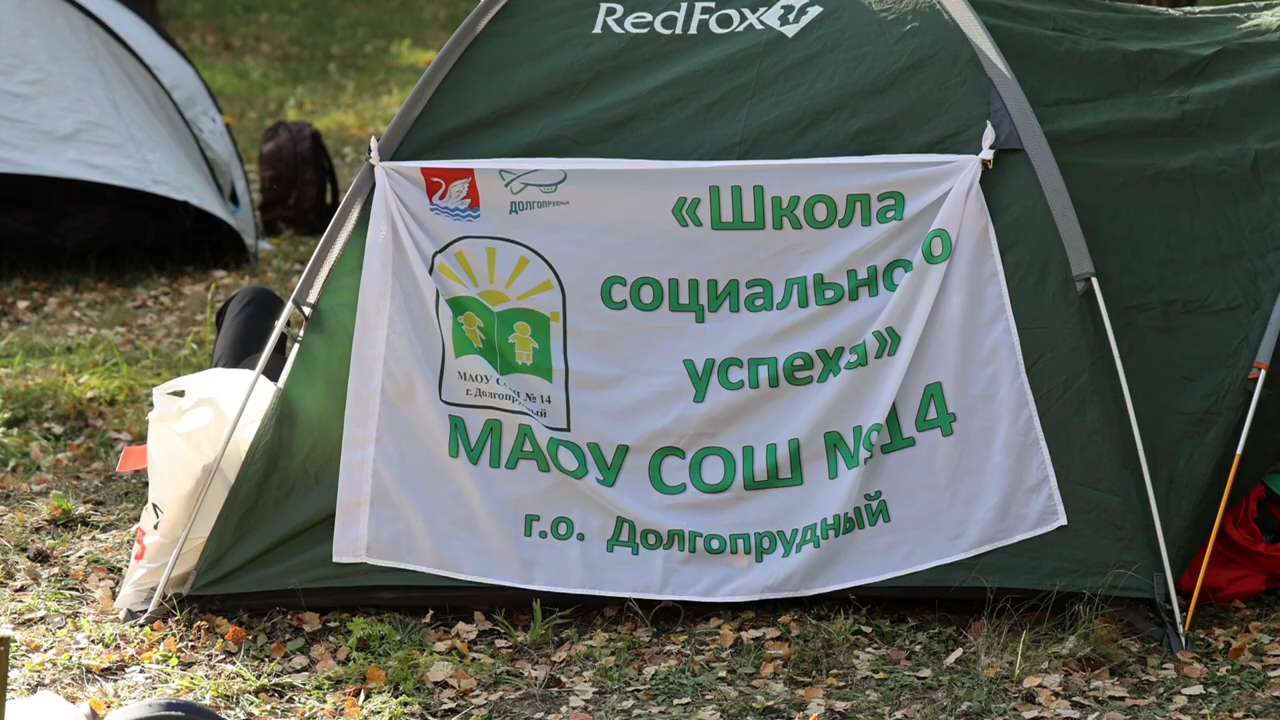 RedFox
ДОЛГОПРУДНЫЙ
«Школа
социального
успеха»
МАОУ СОШ № 14
г. Долгопрудный
МАОУ СОШ №14
г.о. Долгопрудный